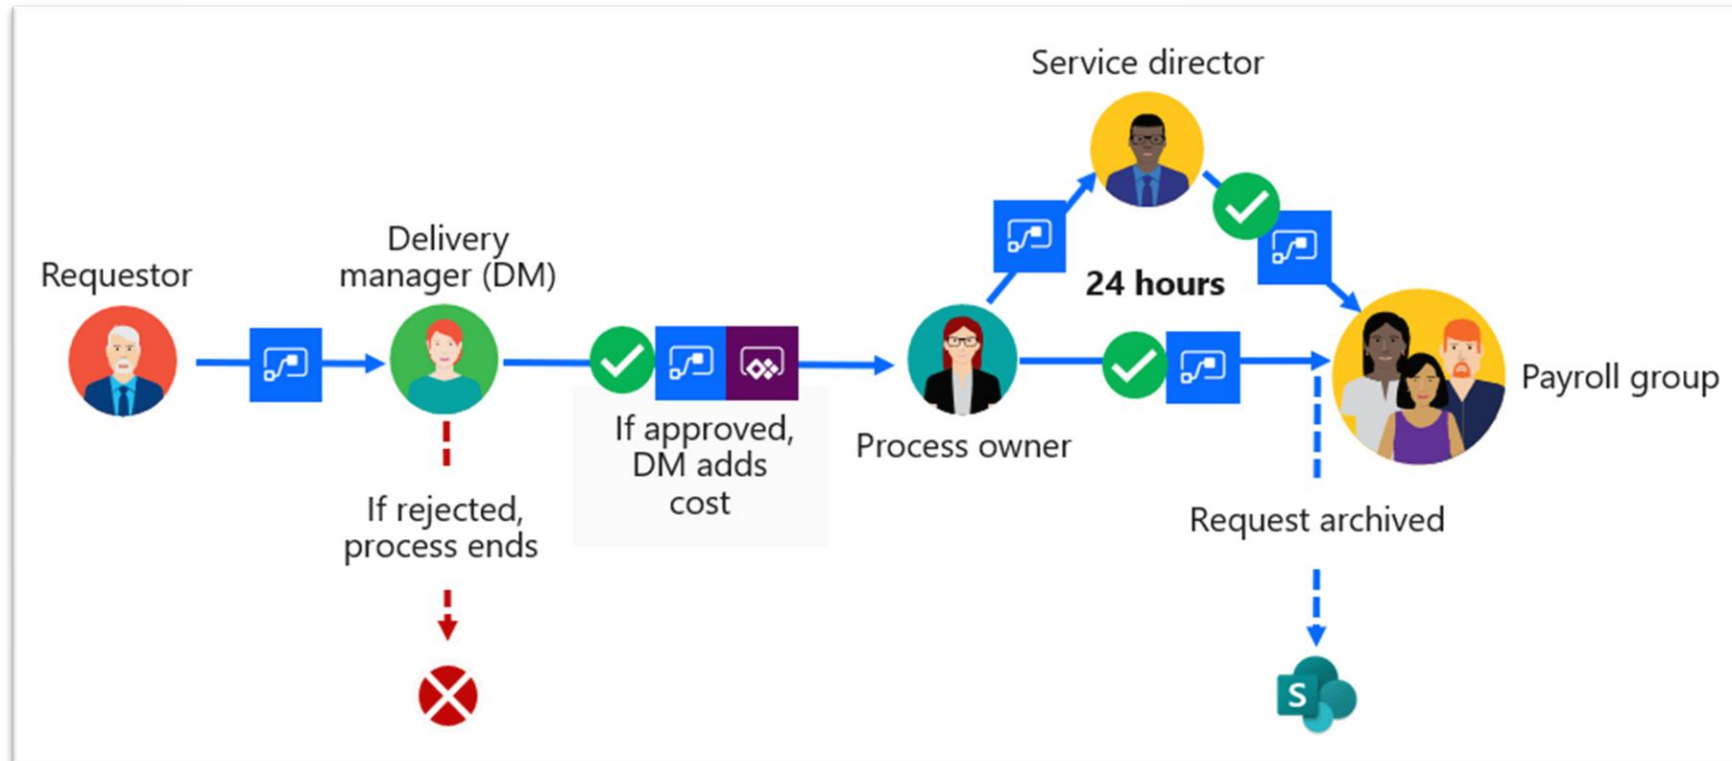 Service director
Delivery
manager (DM)
Requestor
24 hours
Payroll group
If approved,
DM adds
cost
Process owner
If rejected,
process ends
Request archived
S